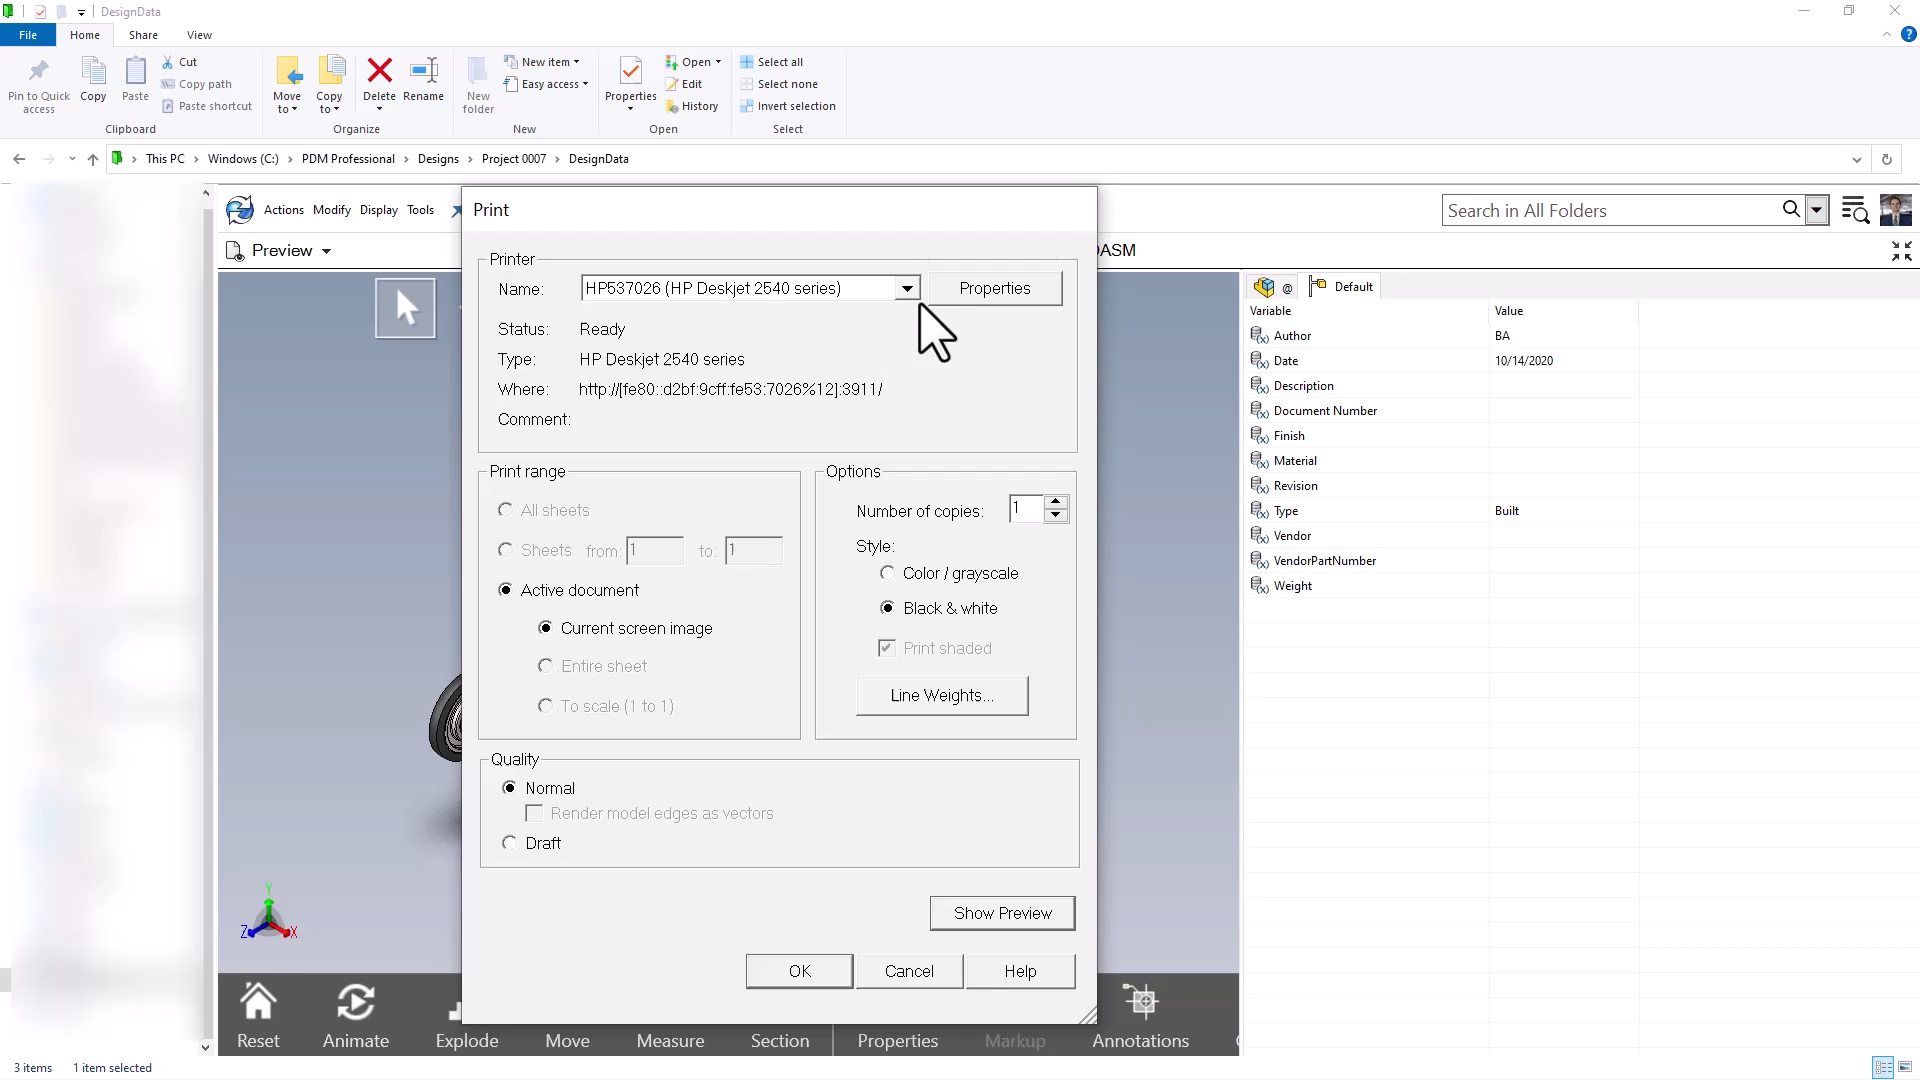 DesignData
File Home Share View
Pin to Quick access
Copy
Paste
Cut
Copy path
Paste shortcut
Clipboard
Move to
Copy to
Delete
Rename
Organize
New folder
New item
Easy access
New
Properties
Open
Edit
History
Open
Select all
Select none
Invert selection
Select
This PC > Windows (C:) > PDM Professional > Designs > Project 0007 > DesignData
Actions Modify Display Tools
Search in All Folders
Preview
ASM
Print
Printer
Name: HP537026 (HP Deskjet 2540 series) Properties
Status: Ready
Type: HP Deskjet 2540 series
Where: http://[fe80::d2bf:9cff:fe53:7026%12]:3911/
Comment:
Print range
All sheets
Sheets from: 1 to: 1
Active document
Current screen image
Entire sheet
To scale (1 to 1)
Options
Number of copies: 1
Style:
Color / grayscale
Black & white
Print shaded
Line Weights...
Quality
Normal
Render model edges as vectors
Draft
Show Preview
OK Cancel Help
@ Default
Variable Value
Author BA
Date 10/14/2020
Description
Document Number
Finish
Material
Revision
Type Built
Vendor
VendorPartNumber
Weight
Y
Z X
Reset Animate Explode Move Measure Section Properties Markup Annotations
3 items 1 item selected